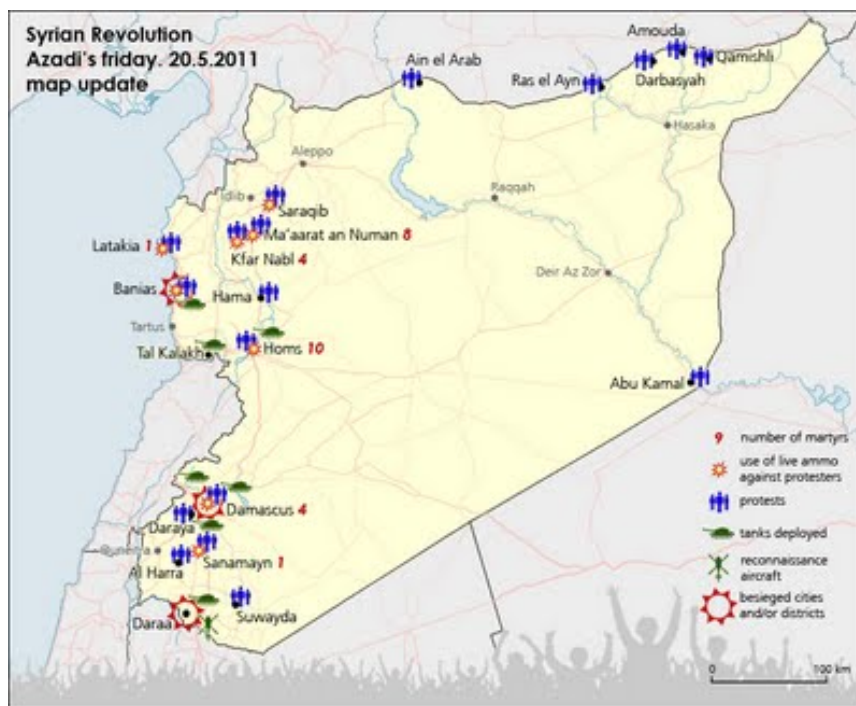 Syrian Revolution
Azadi's friday. 20.5.2011
map update
Amouda
Ain el Arab
Qamishli
Ras el Ayn
Darbasyah
Hasaka
Aleppo
Idlib
Raqqah
Saraqib
Ma'aarat an Numan 8
Latakia 1
Kfar Nabl 4
Deir Az Zor
Banias
Hama
Tartus
Tal Kalakh
Homs 10
Abu Kamal
9 number of martyrs
use of live ammo
against protesters
protests
tanks deployed
reconnaissance
aircraft
besieged cities
and/or districts
Damascus 4
Daraya
Sanamayn 1
Al Harra
Suwayda
Daraa
0 100 km